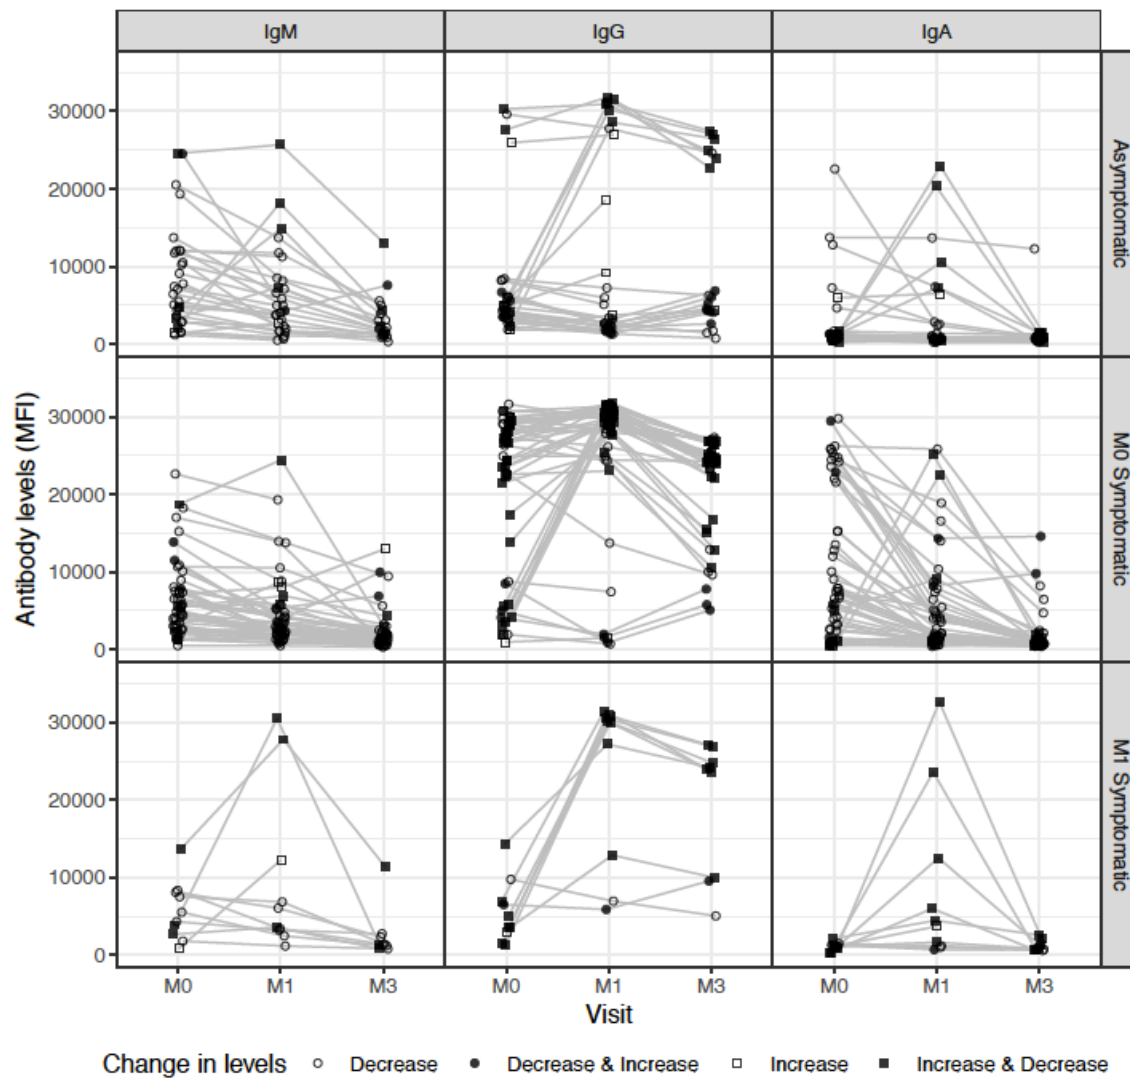 IgM IgG IgA
30000
20000
10000
0
Asymptomatic
30000
20000
10000
0
M0 Symptomatic
30000
20000
10000
0
M1 Symptomatic
Antibody levels (MFI)
M0 M1 M3 M0 M1 M3 M0 M1 M3
Visit
Change in levels Decrease Decrease & Increase Increase Increase & Decrease